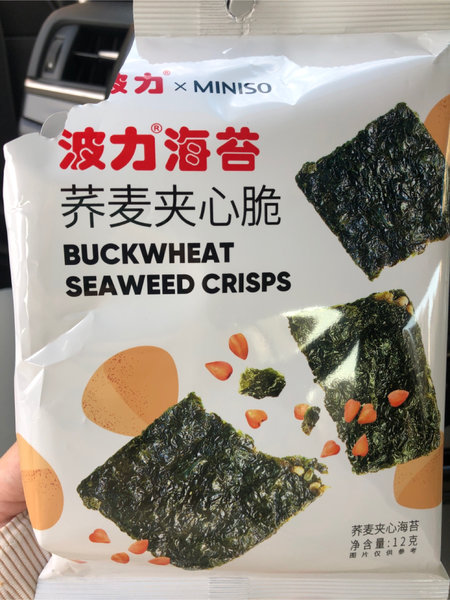 波力® × MINISO
波力®海苔
荞麦夹心脆
BUCKWHEAT
SEAWEED CRISPS
荞麦夹心海苔
净含量:12克
图片仅供参考